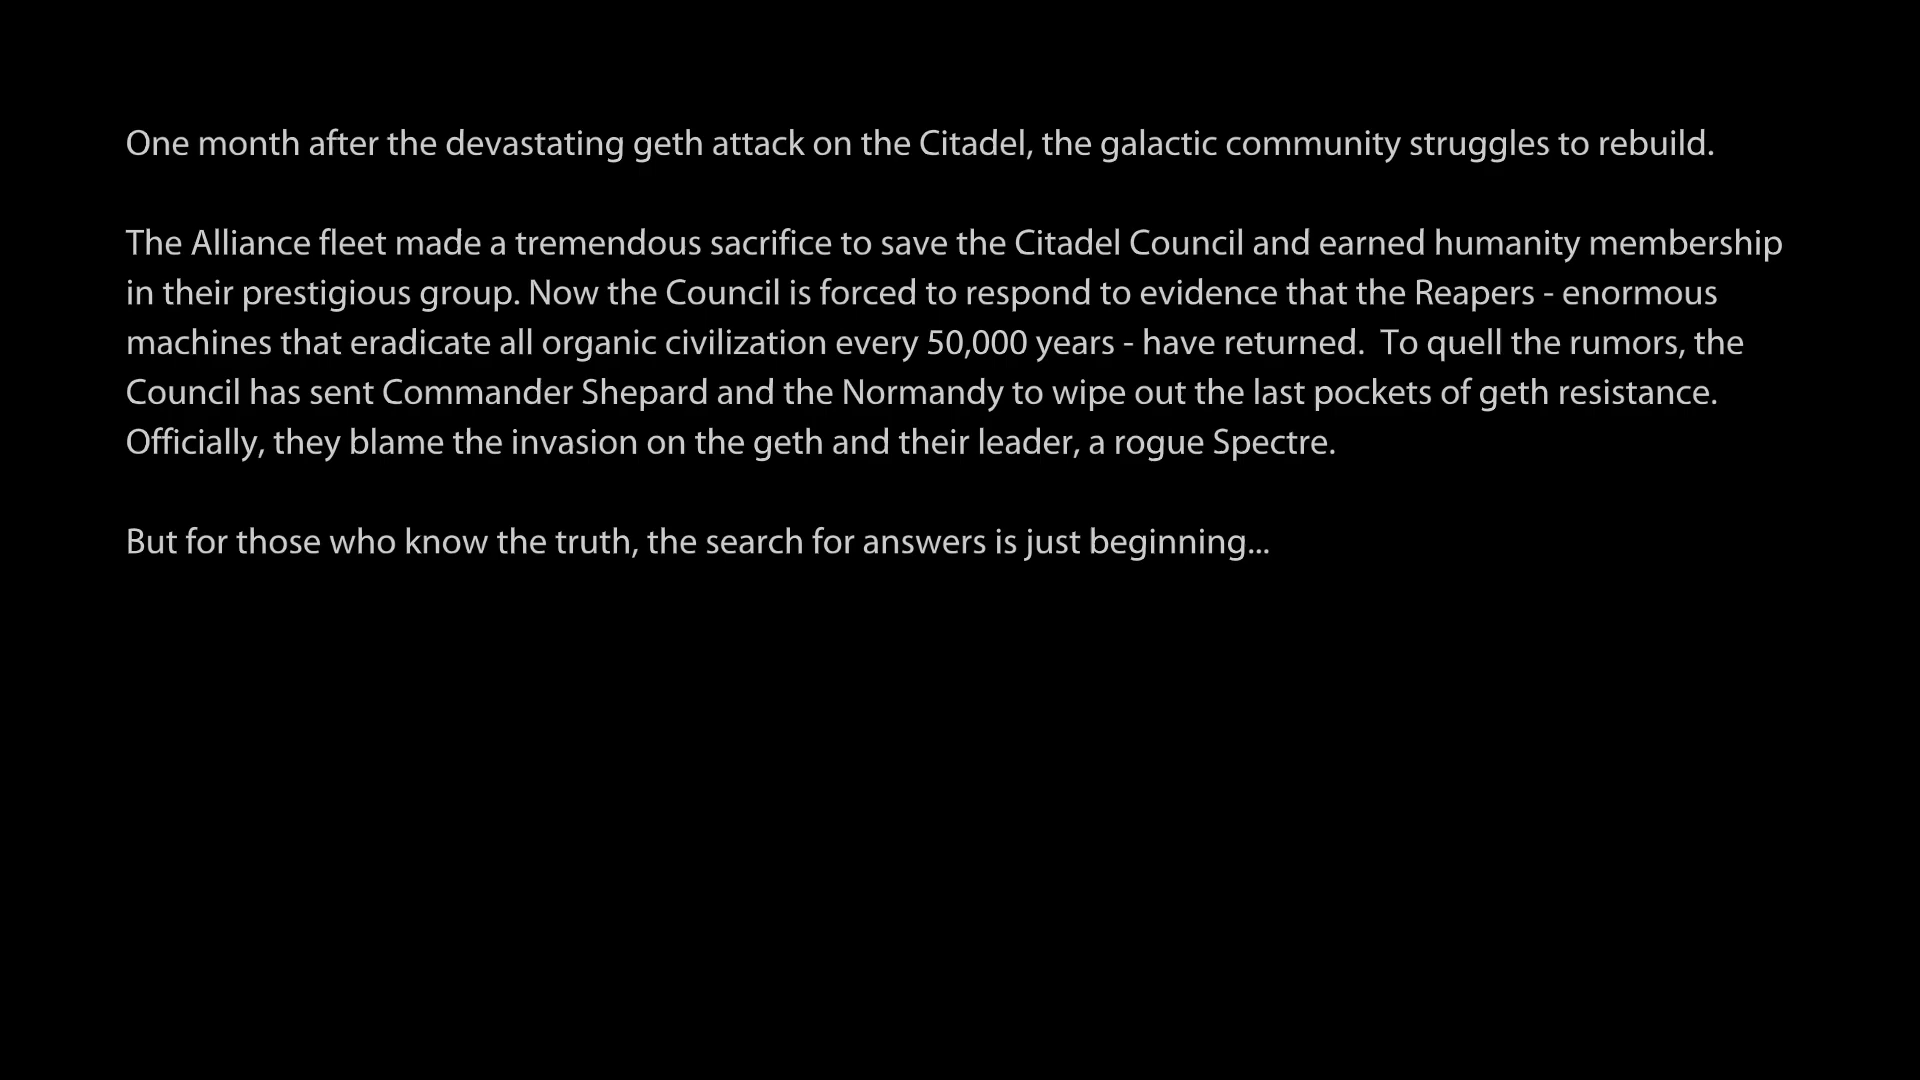 One month after the devastating geth attack on the Citadel, the galactic community struggles to rebuild.
The Alliance fleet made a tremendous sacrifice to save the Citadel Council and earned humanity membership
in their prestigious group. Now the Council is forced to respond to evidence that the Reapers - enormous
machines that eradicate all organic civilization every 50,000 years - have returned.  To quell the rumors, the
Council has sent Commander Shepard and the Normandy to wipe out the last pockets of geth resistance.
Officially, they blame the invasion on the geth and their leader, a rogue Spectre.
But for those who know the truth, the search for answers is just beginning...